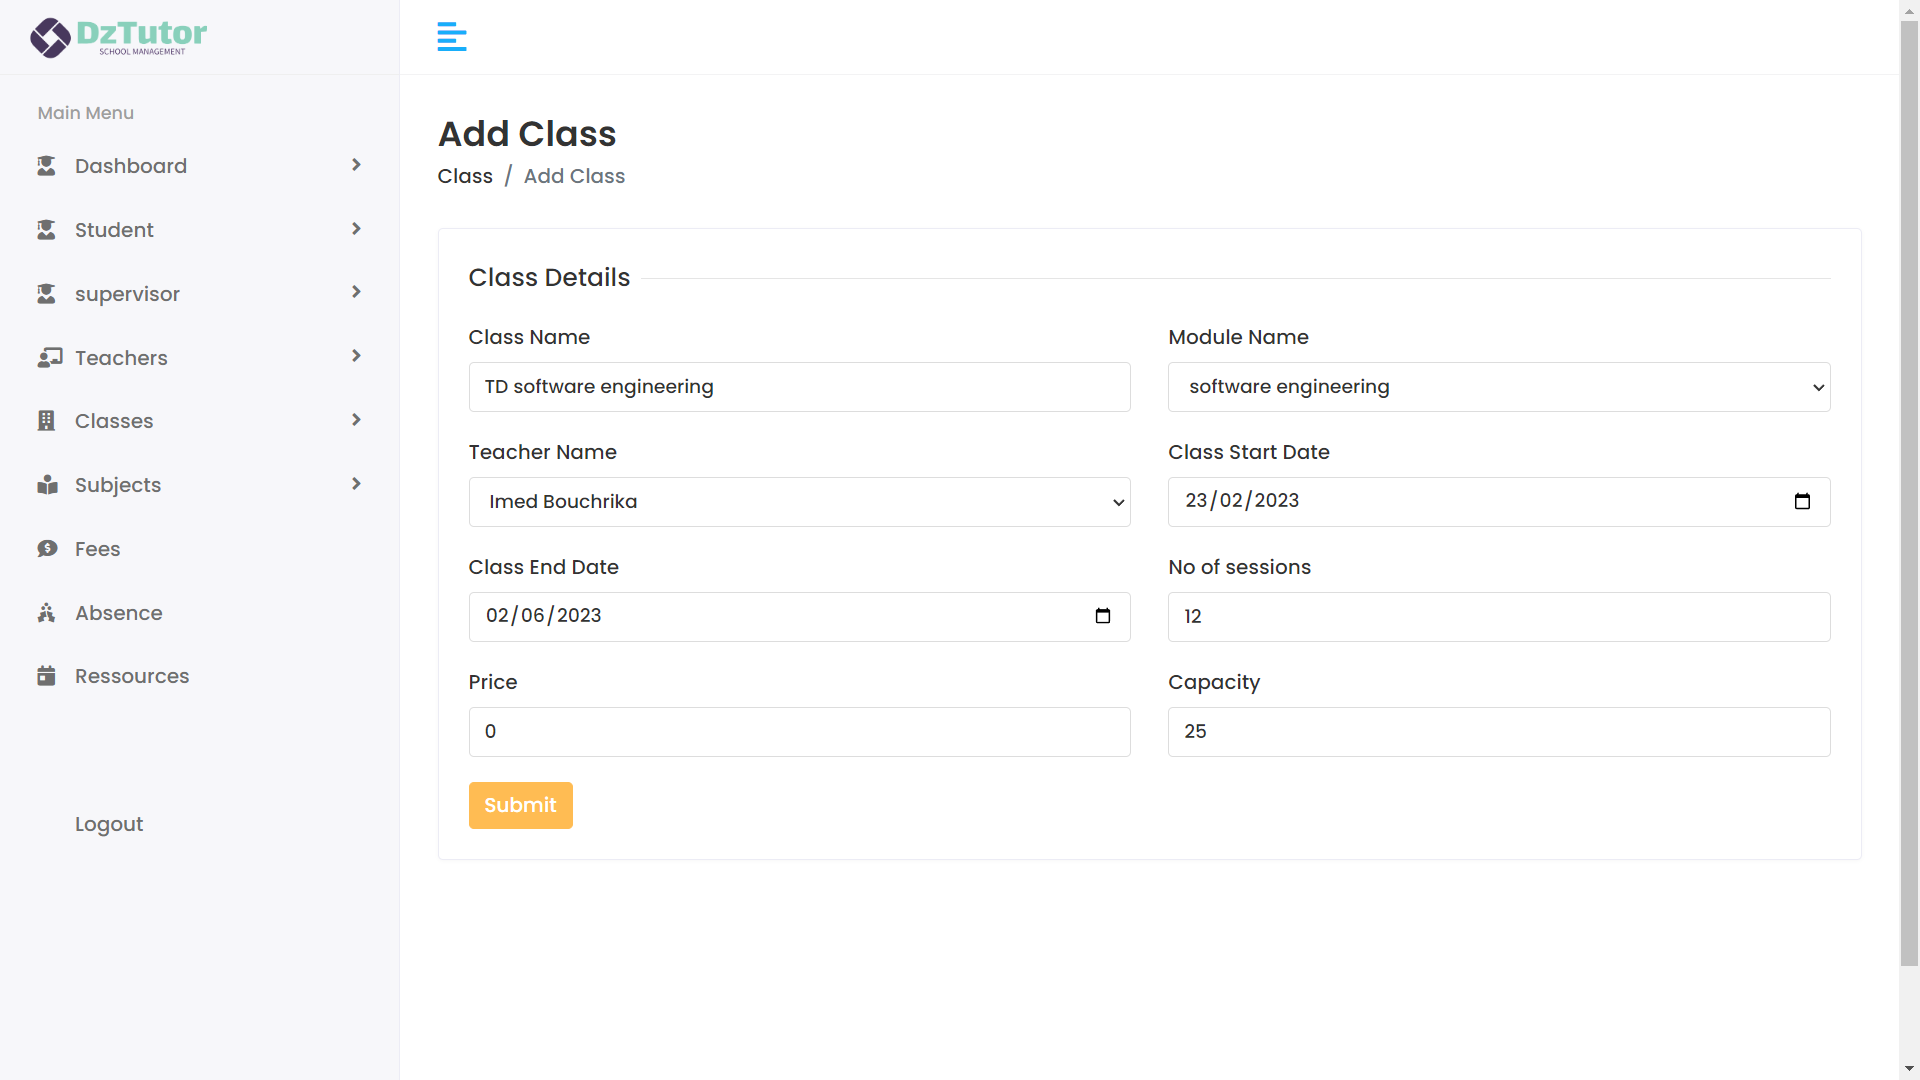 DzTutor
SCHOOL MANAGEMENT
Main Menu
Dashboard
Student
supervisor
Teachers
Classes
Subjects
Fees
Absence
Ressources
Logout
Add Class
Class / Add Class
Class Details
Class Name
TD software engineering
Module Name
software engineering
Teacher Name
Imed Bouchrika
Class Start Date
23/02/2023
Class End Date
02/06/2023
No of sessions
12
Price
0
Capacity
25
Submit